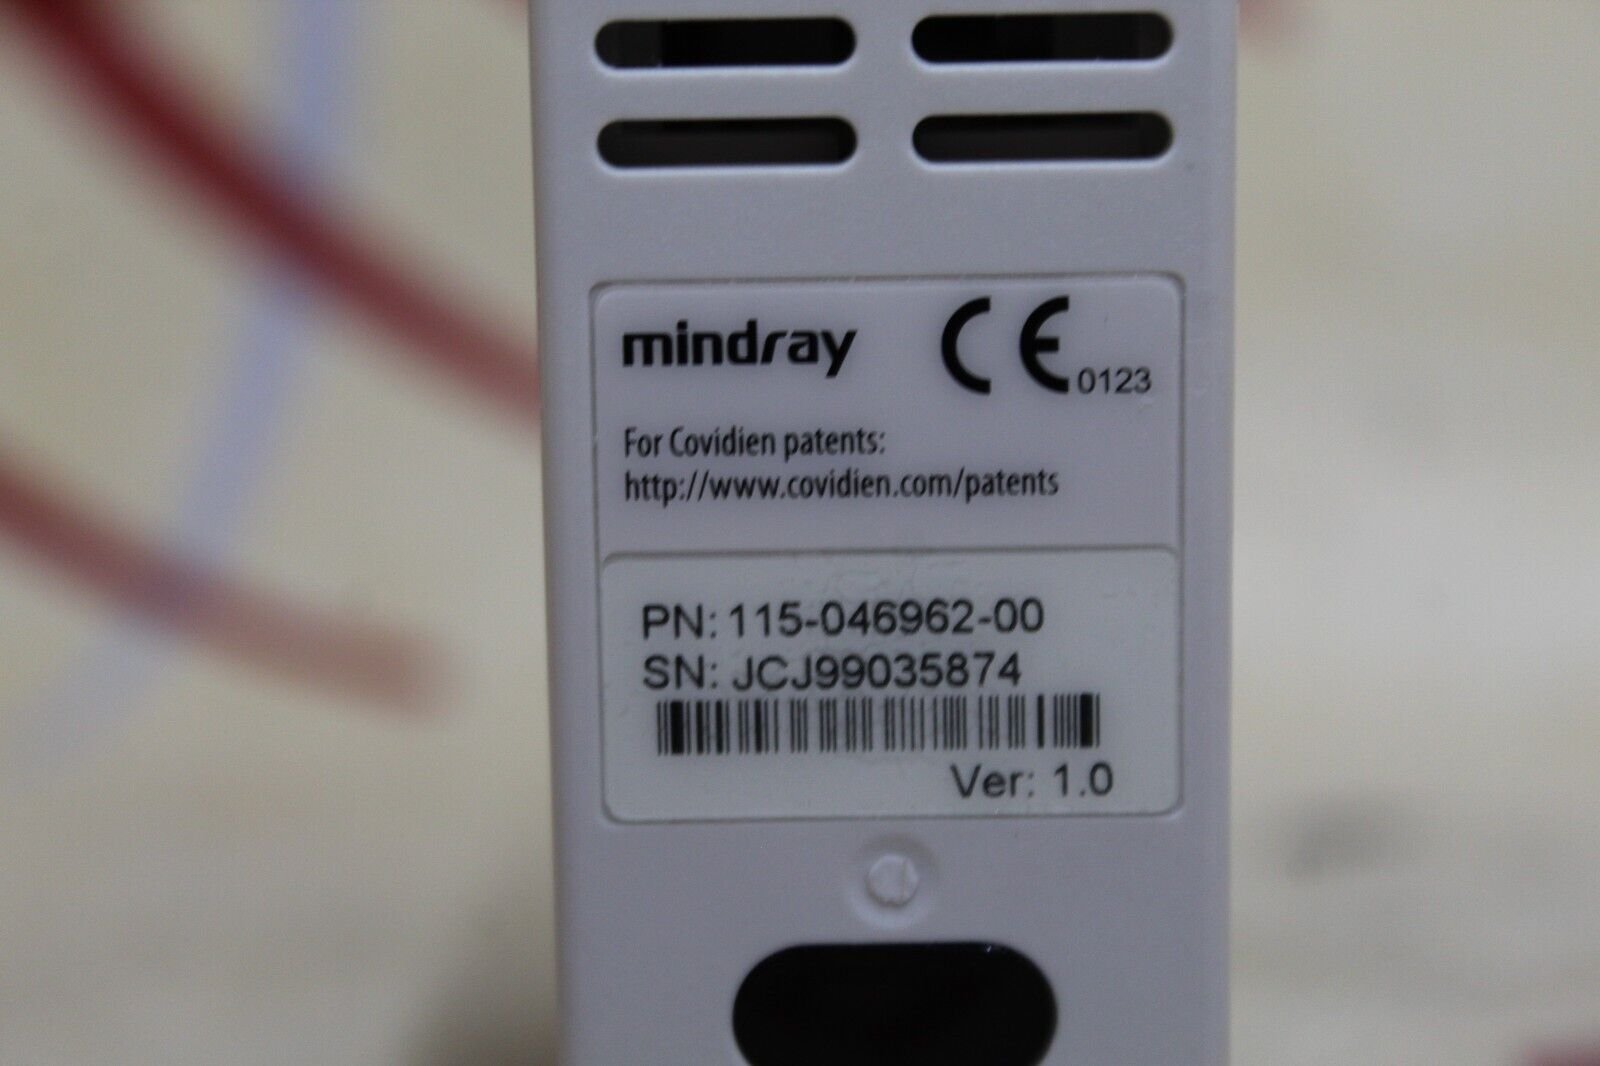 mindray CE 0123
For Covidien patents:
http://www.covidien.com/patents
PN: 115-046962-00
SN: JCJ99035874
Ver: 1.0